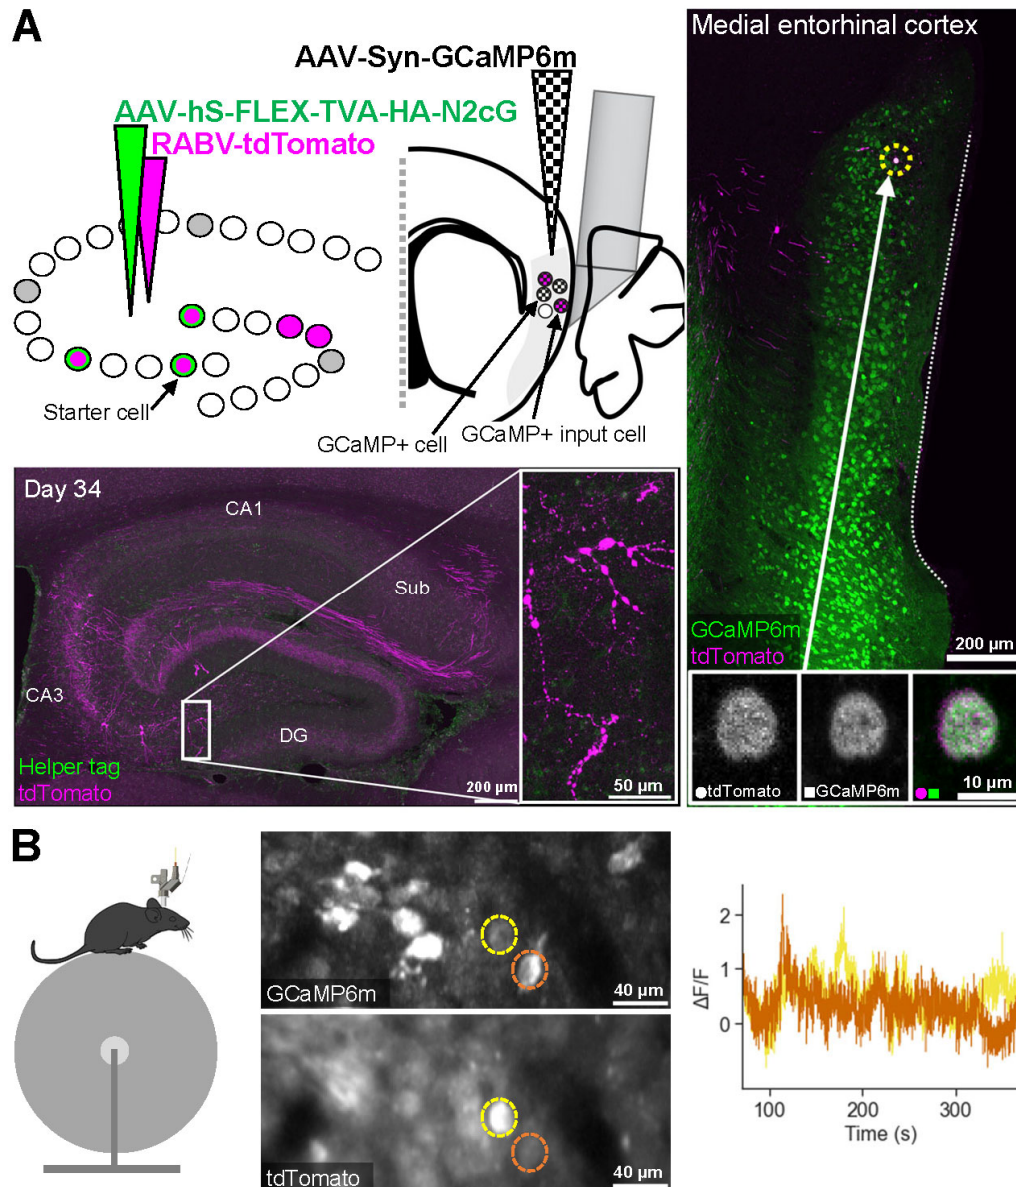 A
AAV-Syn-GCaMP6m
AAV-hS-FLEX-TVA-HA-N2cG
RABV-tdTomato
Starter cell
GCaMP+ cell
GCaMP+ input cell
Medial entorhinal cortex
GCaMP6m
tdTomato
200 µm
tdTomato
GCaMP6m
10 µm
Day 34
CA1
Sub
CA3
DG
Helper tag
tdTomato
200 µm
50 µm
B
GCaMP6m
40 µm
tdTomato
40 µm
ΔF/F
2
1
0
100
200
300
Time (s)